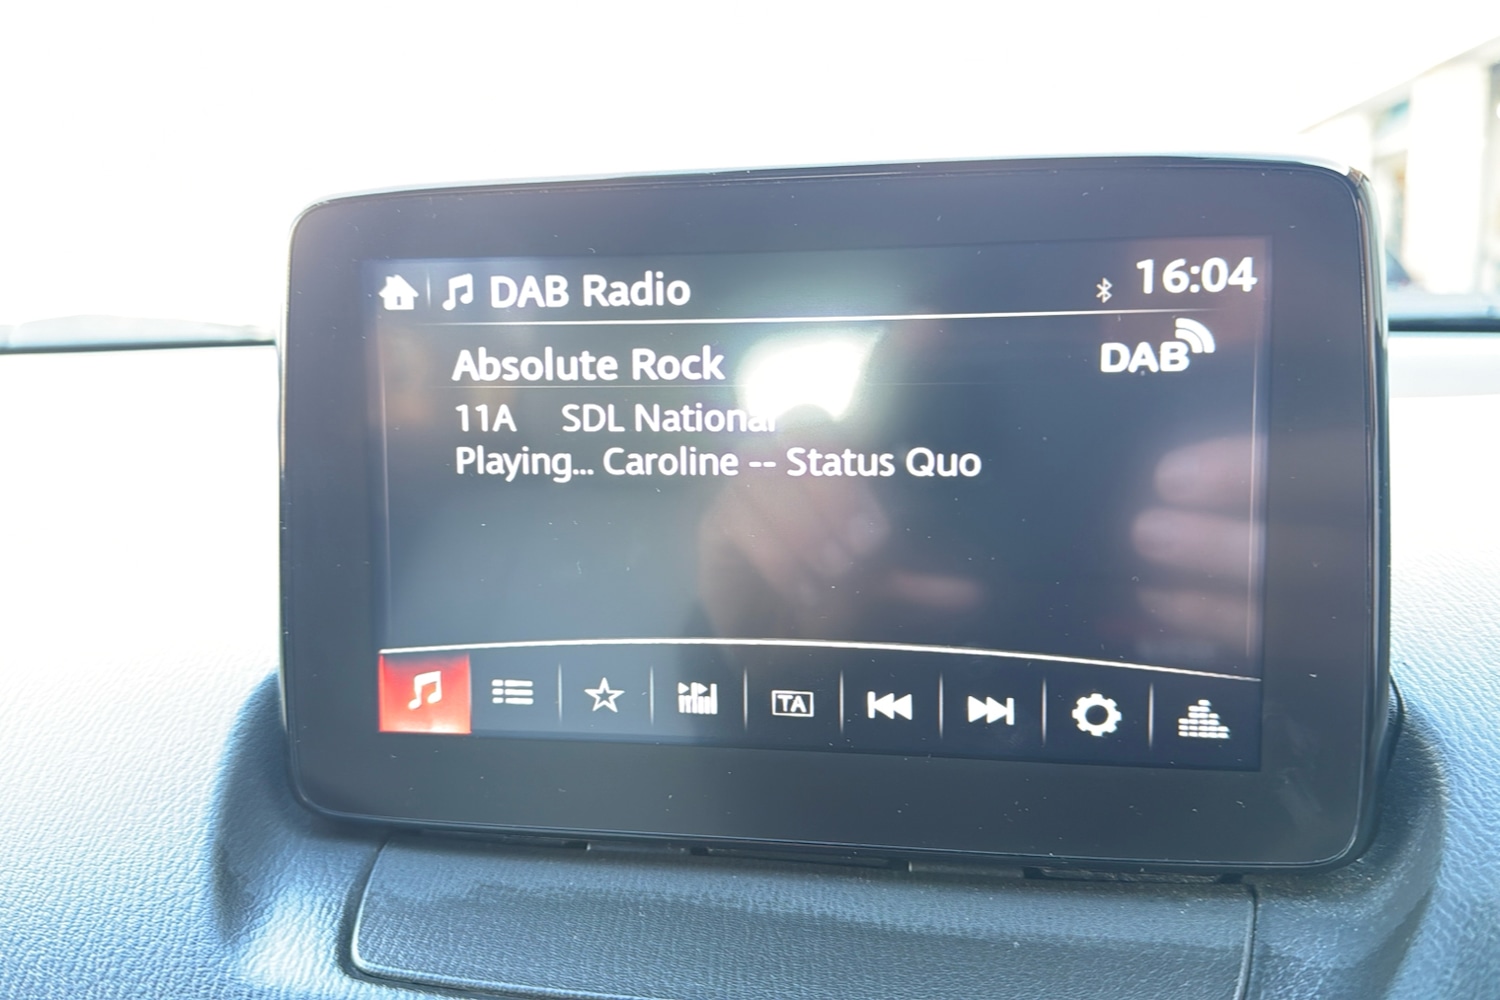 DAB Radio 16:04
Absolute Rock DAB
11A SDL National
Playing... Caroline -- Status Quo
TA